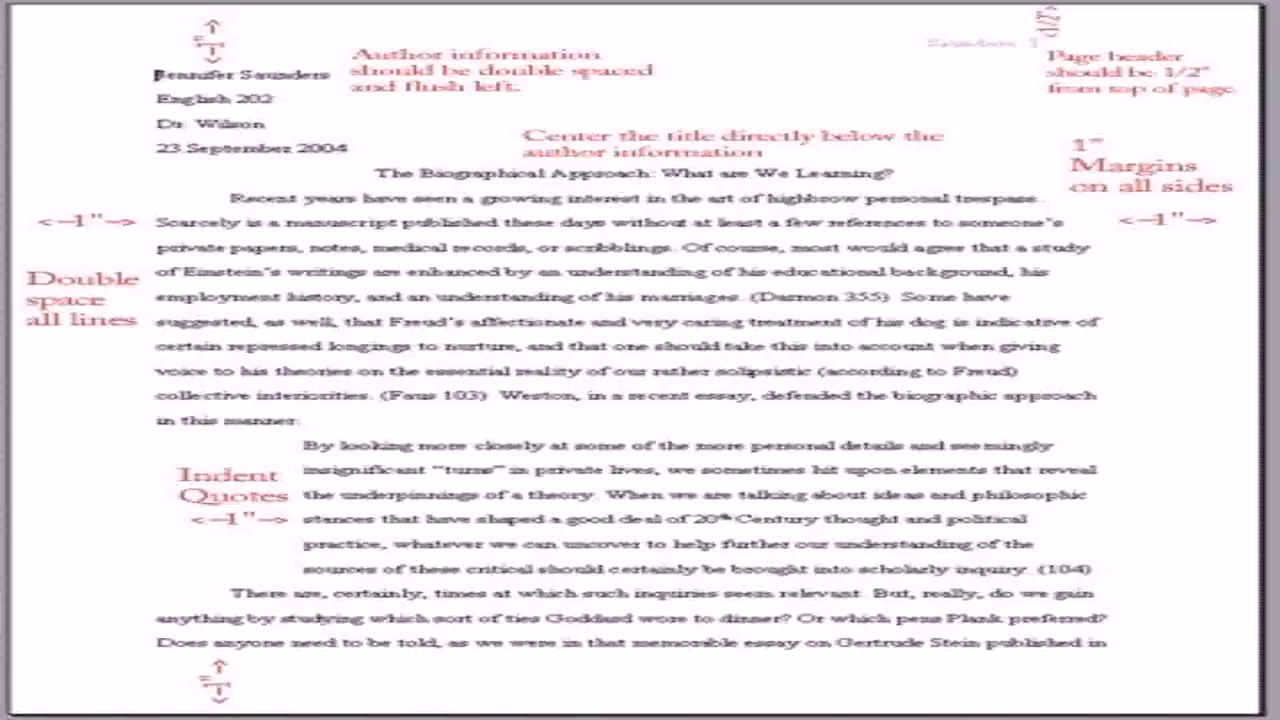 Saunders 1
1/2"
1"
Author information
should be double spaced
and flush left.
Page header
should be 1/2"
from top of page
Jennifer Saunders
English 202
Dr. Wilson
23 September 2004
Center the title directly below the
author information
1"
Margins
on all sides
<-1"->
The Biographical Approach: What are We Learning?
Recent years have seen a growing interest in the art of highbrow personal trespass.
<-1"->
Scarcely is a manuscript published these days without at least a few references to someone's
private papers, notes, medical records, or scribblings. Of course, most would agree that a study
Double
space
all lines
of Einstein's writings are enhanced by an understanding of his educational background, his
employment history, and an understanding of his marriages. (Darmon 355) Some have
suggested, as well, that Freud's affectionate and very caring treatment of his dog is indicative of
certain repressed longings to nurture, and that one should take this into account when giving
voice to his theories on the essential reality of our rather solipsistic (according to Freud)
collective interiorities. (Faus 103) Weston, in a recent essay, defended the biographic approach
in this manner:
Indent
Quotes
<-1"->
By looking more closely at some of the more personal details and seemingly
insignificant "turns" in private lives, we sometimes hit upon elements that reveal
the underpinnings of a theory. When we are talking about ideas and philosophic
stances that have shaped a good deal of 20th Century thought and political
practice, whatever we can uncover to help further our understanding of the
sources of these critical should certainly be brought into scholarly inquiry. (104)
There are, certainly, times at which such inquiries seem relevant. But, really, do we gain
anything by studying which sort of ties Goddard wore to dinner? Or which pens Plank preferred?
Does anyone need to be told, as we were in that memorable essay on Gertrude Stein published in
1"